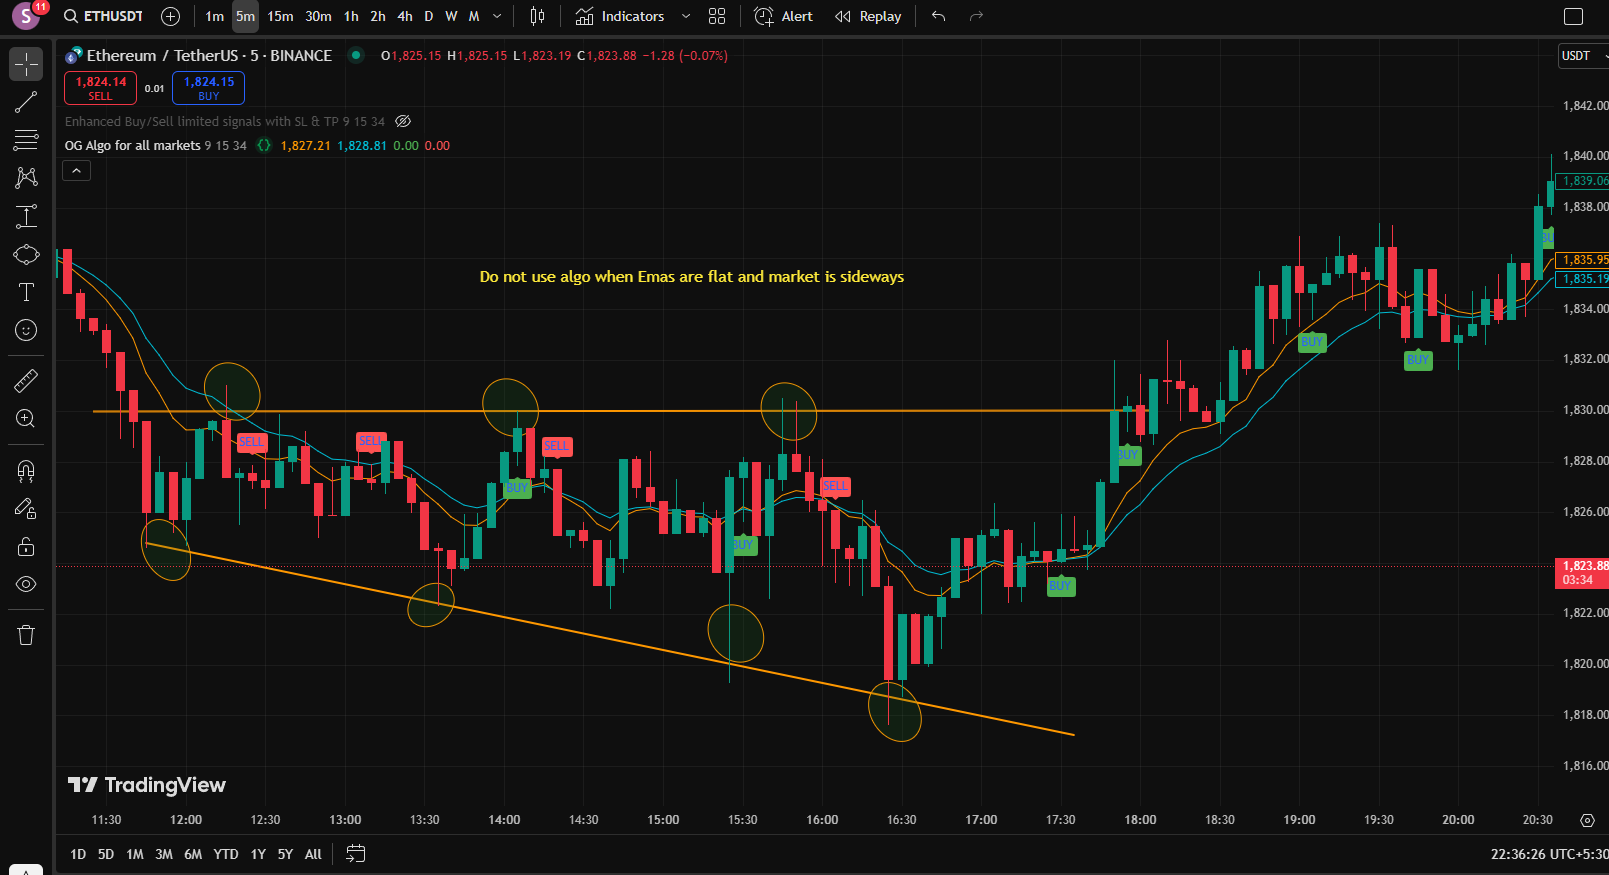 S 11
ETHUSDT
1m 5m 15m 30m 1h 2h 4h D W M
Indicators
Alert
Replay
Ethereum / TetherUS · 5 · BINANCE
O1,825.15 H1,825.15 L1,823.19 C1,823.88 −1.28 (−0.07%)
USDT
1,824.14
SELL
0.01
1,824.15
BUY
Enhanced Buy/Sell limited signals with SL & TP 9 15 34
OG Algo for all markets 9 15 34 {} 1,827.21 1,828.81 0.00 0.00
Do not use algo when Emas are flat and market is sideways
SELL
SELL
BUY
SELL
BUY
SELL
BUY
BUY
BUY
BUY
BU
1,842.00
1,840.00
1,839.06
1,838.00
1,835.95
1,835.19
1,834.00
1,832.00
1,830.00
1,828.00
1,826.00
1,823.88
03:34
1,822.00
1,820.00
1,818.00
1,816.00
TradingView
11:30 12:00 12:30 13:00 13:30 14:00 14:30 15:00 15:30 16:00 16:30 17:00 17:30 18:00 18:30 19:00 19:30 20:00 20:30
1D 5D 1M 3M 6M YTD 1Y 5Y All
22:36:26 UTC+5:30